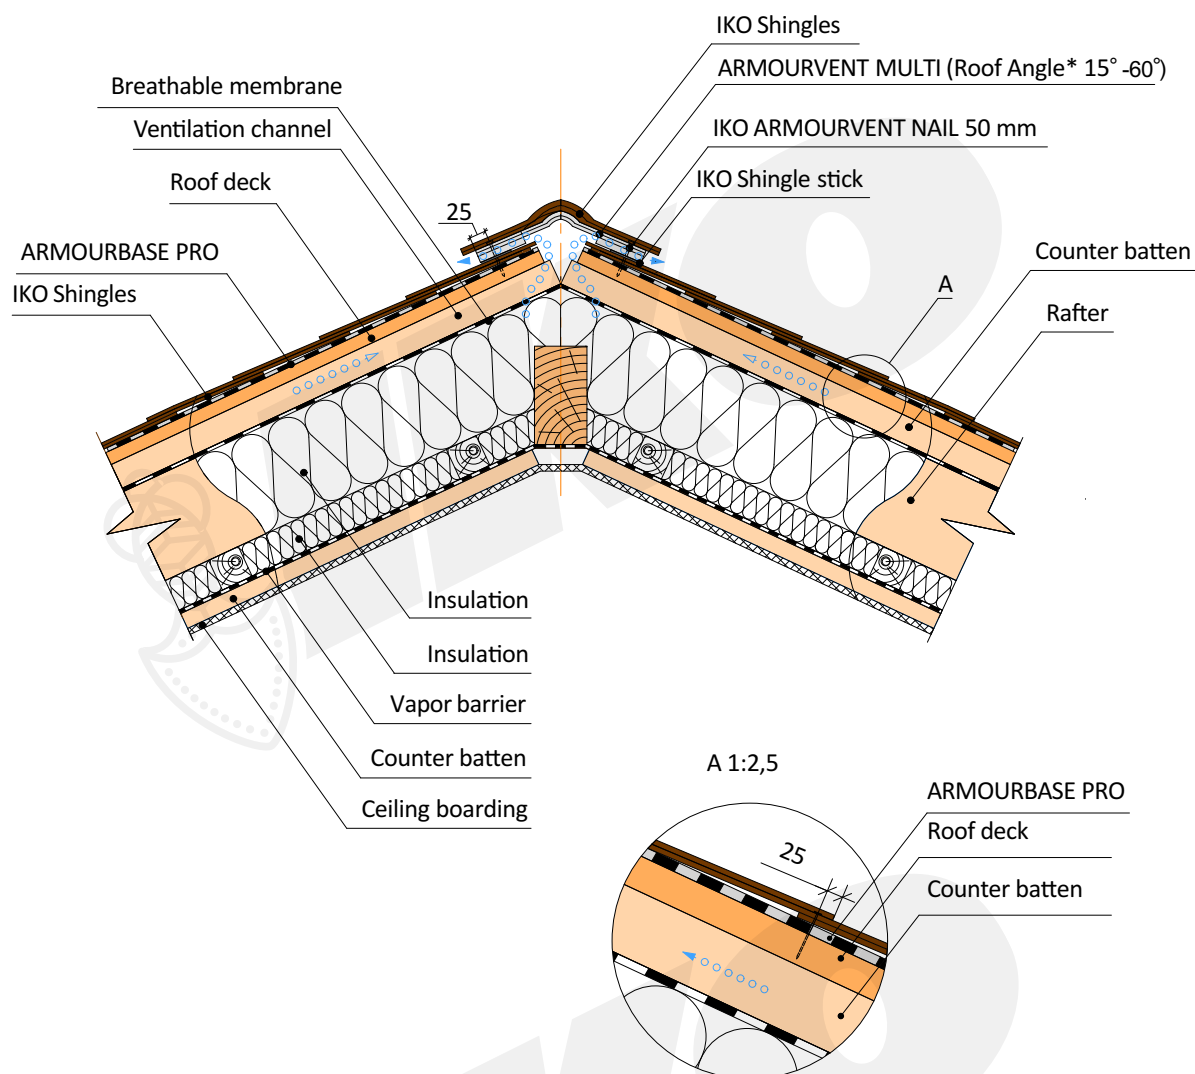 IKO Shingles
ARMOURVENT MULTI (Roof Angle* 15° -60°)
Breathable membrane
Ventilation channel
IKO ARMOURVENT NAIL 50 mm
Roof deck
IKO Shingle stick
25
ARMOURBASE PRO
Counter batten
IKO Shingles
A
Rafter
Insulation
Insulation
Vapor barrier
Counter batten
Ceiling boarding
A 1:2,5
ARMOURBASE PRO
Roof deck
25
Counter batten
IKO
IKO